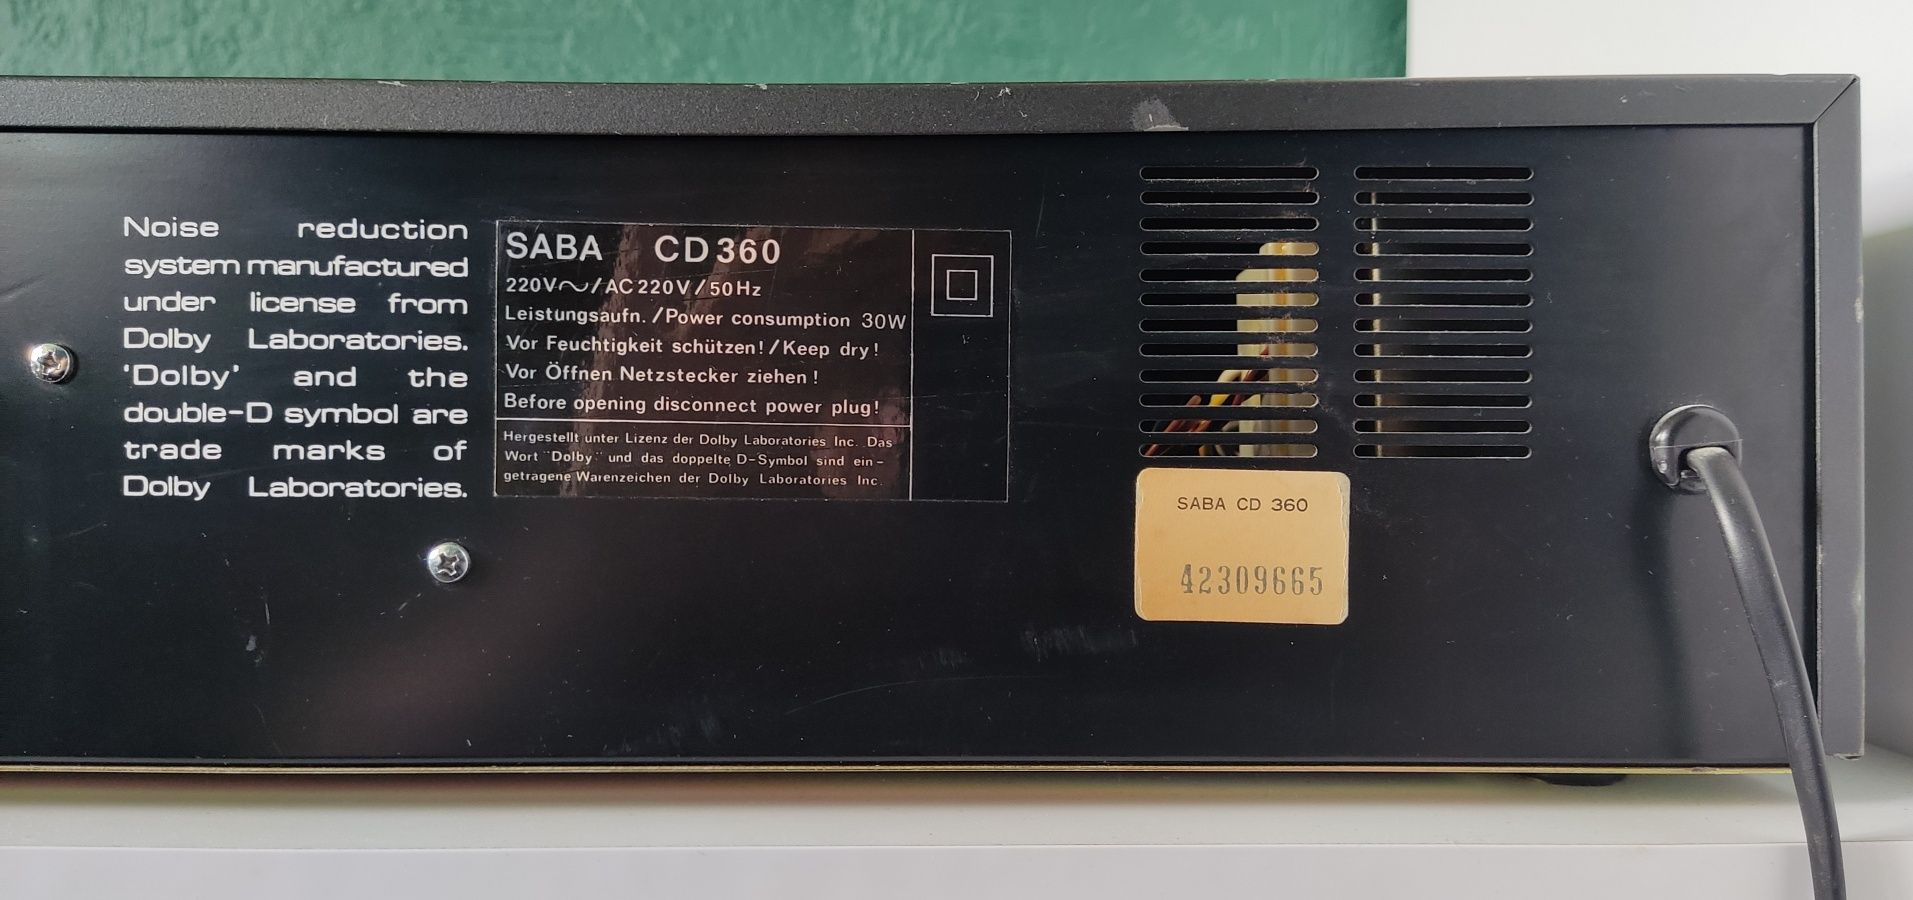 Noise reduction
system manufactured
under license from
Dolby Laboratories.
'Dolby' and the
double-D symbol are
trade marks of
Dolby Laboratories.
SABA CD 360
220V~/AC 220V/50Hz
Leistungsaufn./Power consumption 30W
Vor Feuchtigkeit schützen!/Keep dry!
Vor Öffnen Netzstecker ziehen!
Before opening disconnect power plug!
Hergestellt unter Lizenz der Dolby Laboratories Inc. Das
Wort "Dolby" und das doppelte D-Symbol sind ein-
getragene Warenzeichen der Dolby Laboratories Inc.
SABA CD 360
42309665